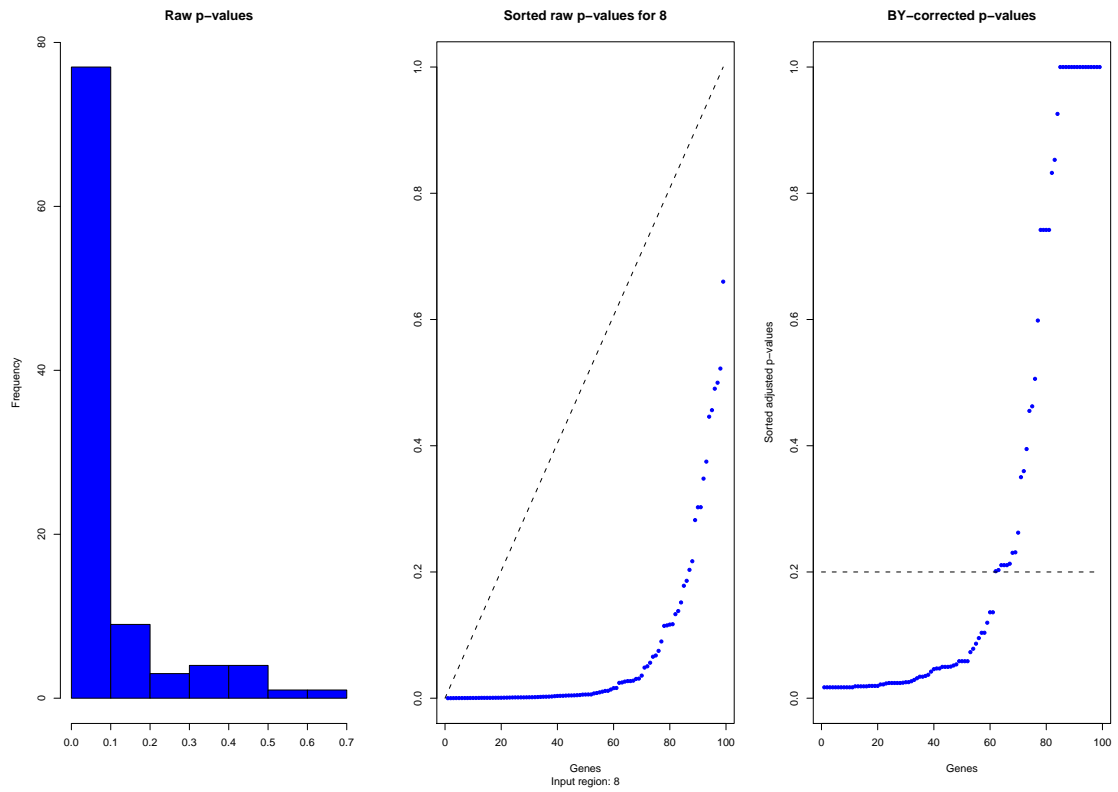 Raw p−values
Frequency
0
20
40
60
80
0.0 0.1 0.2 0.3 0.4 0.5 0.6 0.7
Sorted raw p−values for 8
0.0
0.2
0.4
0.6
0.8
1.0
0 20 40 60 80 100
Genes
Input region: 8
BY−corrected p−values
Sorted adjusted p−values
0.0
0.2
0.4
0.6
0.8
1.0
0 20 40 60 80 100
Genes